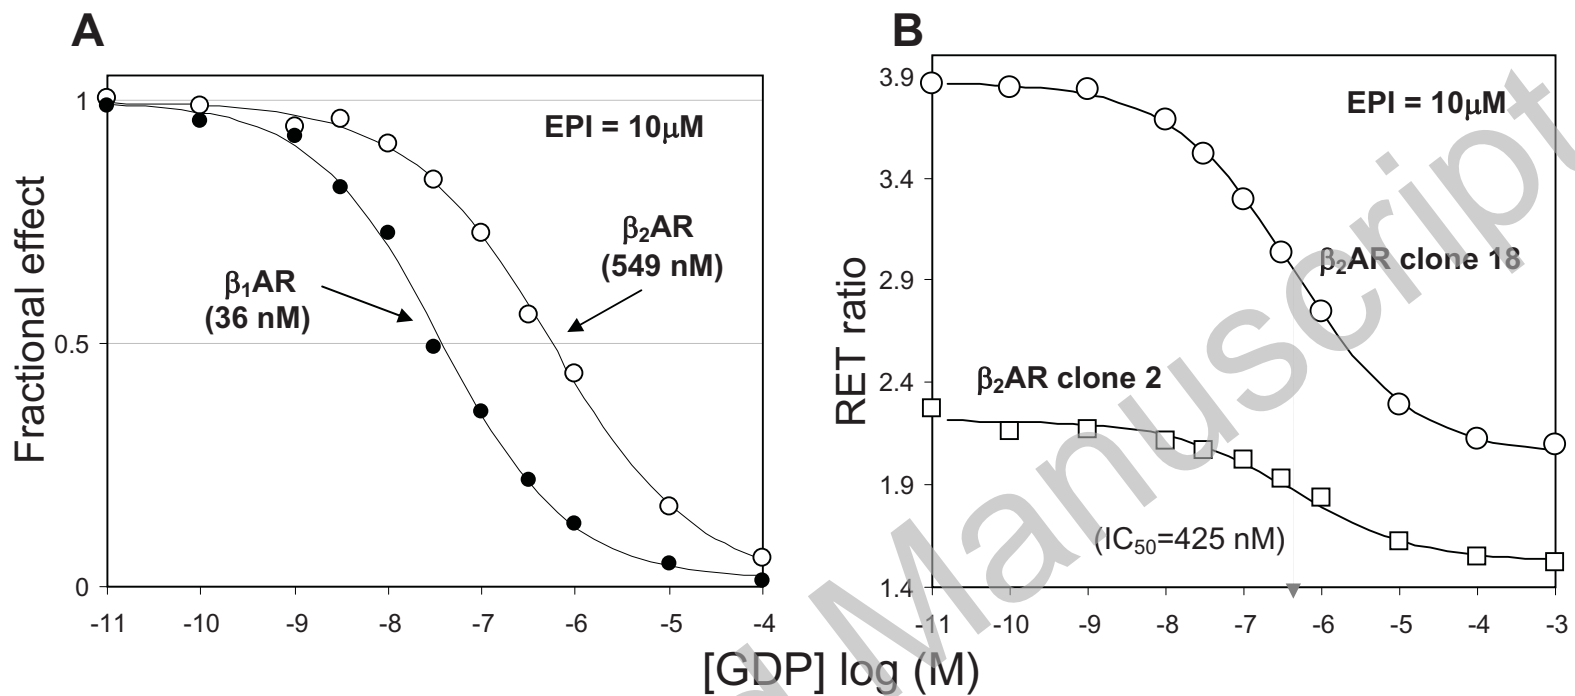 A
B
1
0.5
0
Fractional effect
EPI = 10μM
β₁AR
(36 nM)
β₂AR
(549 nM)
-11 -10 -9 -8 -7 -6 -5 -4
3.9
3.4
2.9
2.4
1.9
1.4
RET ratio
EPI = 10μM
β₂AR clone 18
β₂AR clone 2
(IC₅₀=425 nM)
-11 -10 -9 -8 -7 -6 -5 -4 -3
[GDP] log (M)
Manuscript